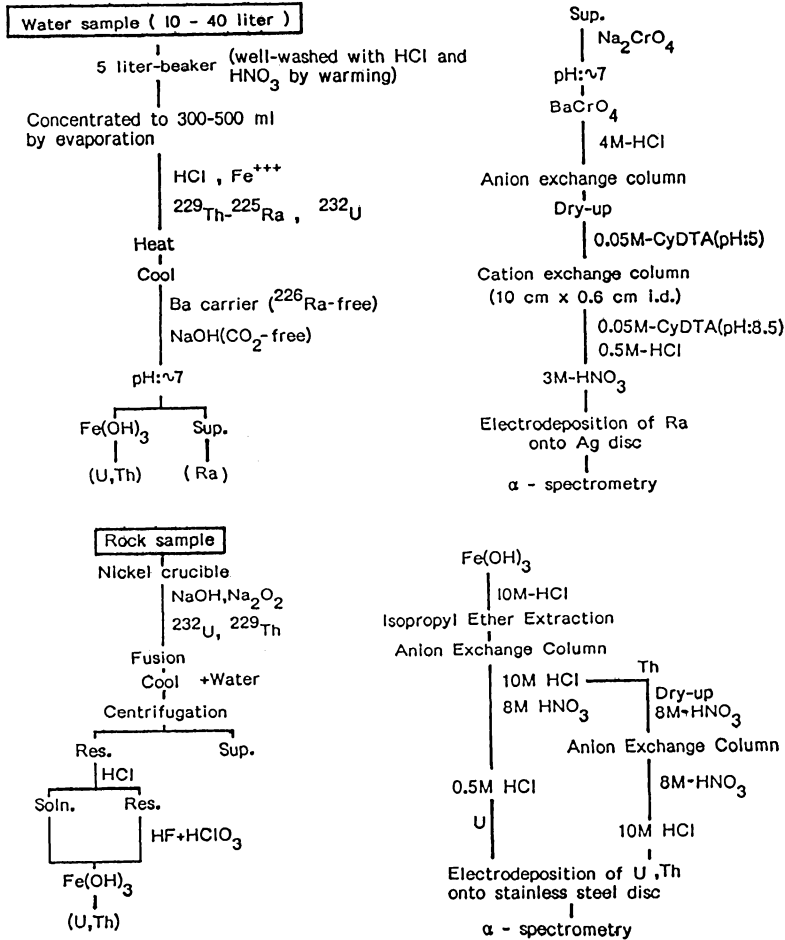 Water sample ( 10 - 40 liter )
5 liter-beaker (well-washed with HCl and
HNO3 by warming)
Concentrated to 300-500 ml
by evaporation
HCl , Fe+++
229Th-225Ra , 232U
Heat
Cool
Ba carrier (226Ra-free)
NaOH(CO2-free)
pH:~7
Fe(OH)3 Sup.
(U,Th) (Ra)
Sup.
Na2CrO4
pH:~7
BaCrO4
4M-HCl
Anion exchange column
Dry-up
0.05M-CyDTA(pH:5)
Cation exchange column
(10 cm x 0.6 cm i.d.)
0.05M-CyDTA(pH:8.5)
0.5M-HCl
3M-HNO3
Electrodeposition of Ra
onto Ag disc
α - spectrometry
Rock sample
Nickel crucible
NaOH,Na2O2
232U, 229Th
Fusion
Cool +Water
Centrifugation
Res. Sup.
HCl
Soln. Res.
HF+HClO3
Fe(OH)3
(U,Th)
Fe(OH)3
10M-HCl
Isopropyl Ether Extraction
Anion Exchange Column
10M HCl Th
8M HNO3
Dry-up
8M-HNO3
Anion Exchange Column
0.5M HCl
8M-HNO3
U
10M HCl
Electrodeposition of U ,Th
onto stainless steel disc
α - spectrometry